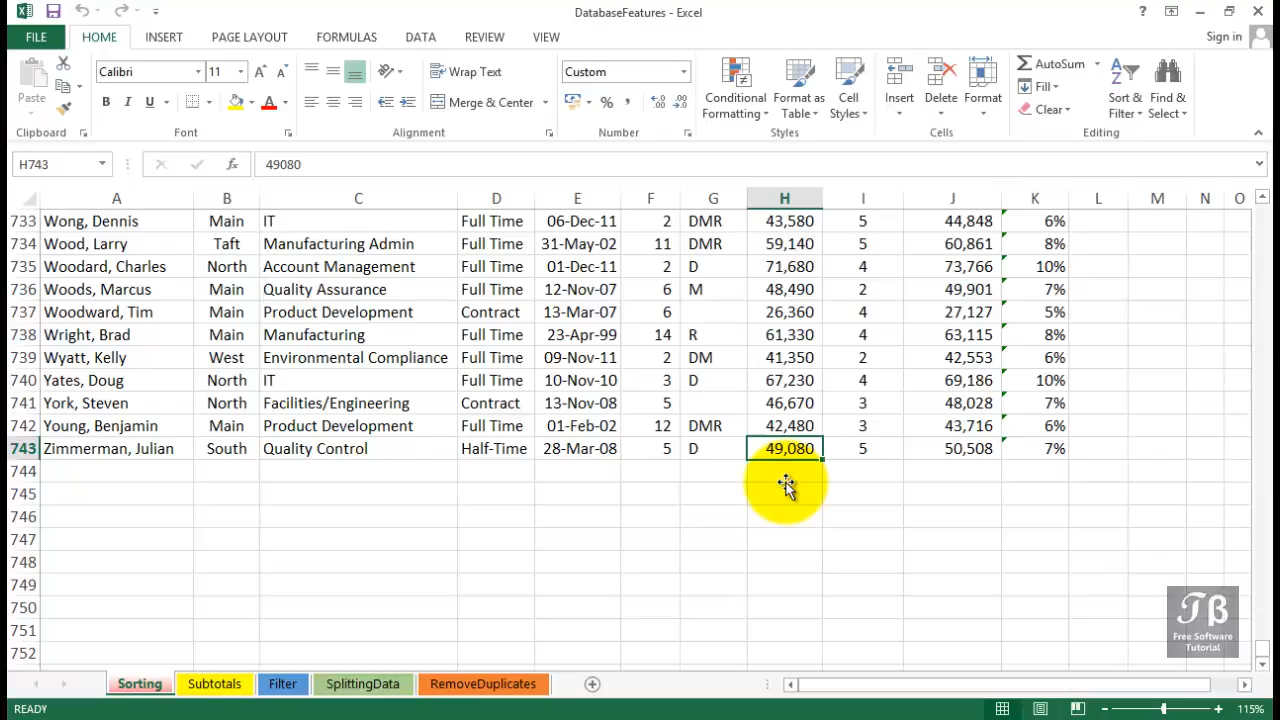 DatabaseFeatures - Excel
?
Sign in
FILE HOME INSERT PAGE LAYOUT FORMULAS DATA REVIEW VIEW
Paste
Clipboard
Calibri 11
A A
B I U A
Font
Wrap Text
Merge & Center
Alignment
Custom
% ,
Number
Conditional Formatting
Format as Table
Cell Styles
Styles
Insert Delete Format
Cells
AutoSum
Fill
Clear
Sort & Filter
Find & Select
Editing
H743 fx 49080
A B C D E F G H I J K L M N O
733 Wong, Dennis Main IT Full Time 06-Dec-11 2 DMR 43,580 5 44,848 6%
734 Wood, Larry Taft Manufacturing Admin Full Time 31-May-02 11 DMR 59,140 5 60,861 8%
735 Woodard, Charles North Account Management Full Time 01-Dec-11 2 D 71,680 4 73,766 10%
736 Woods, Marcus Main Quality Assurance Full Time 12-Nov-07 6 M 48,490 2 49,901 7%
737 Woodward, Tim Main Product Development Contract 13-Mar-07 6 26,360 4 27,127 5%
738 Wright, Brad Main Manufacturing Full Time 23-Apr-99 14 R 61,330 4 63,115 8%
739 Wyatt, Kelly West Environmental Compliance Full Time 09-Nov-11 2 DM 41,350 2 42,553 6%
740 Yates, Doug North IT Full Time 10-Nov-10 3 D 67,230 4 69,186 10%
741 York, Steven North Facilities/Engineering Contract 13-Nov-08 5 46,670 3 48,028 7%
742 Young, Benjamin Main Product Development Full Time 01-Feb-02 12 DMR 42,480 3 43,716 6%
743 Zimmerman, Julian South Quality Control Half-Time 28-Mar-08 5 D 49,080 5 50,508 7%
744
745
746
747
748
749
750
751
752
Tβ
Free Software
Tutorial
Sorting Subtotals Filter SplittingData RemoveDuplicates
READY 115%